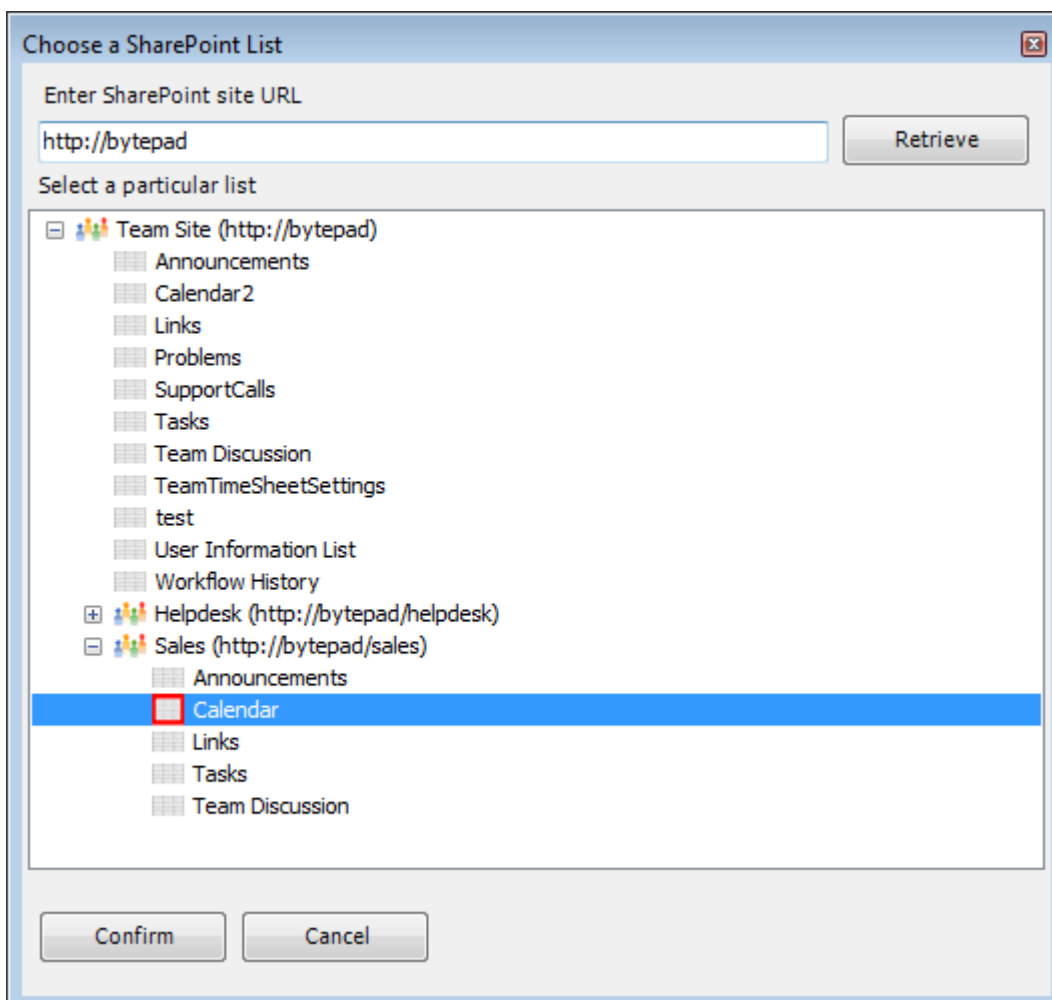 Choose a SharePoint List
Enter SharePoint site URL
http://bytepad
Retrieve
Select a particular list
Team Site (http://bytepad)
Announcements
Calendar2
Links
Problems
SupportCalls
Tasks
Team Discussion
TeamTimeSheetSettings
test
User Information List
Workflow History
Helpdesk (http://bytepad/helpdesk)
Sales (http://bytepad/sales)
Announcements
Calendar
Links
Tasks
Team Discussion
Confirm
Cancel